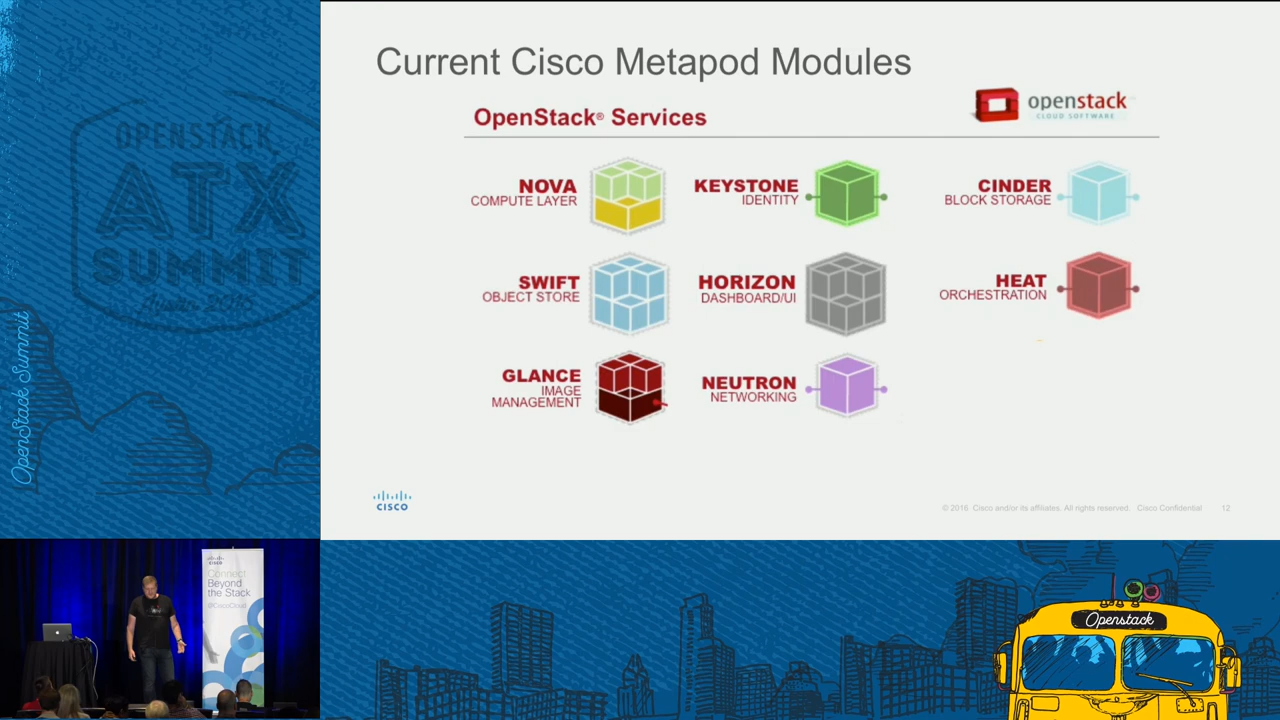 Current Cisco Metapod Modules
OpenStack® Services
openstack
CLOUD SOFTWARE
NOVA
COMPUTE LAYER
KEYSTONE
IDENTITY
CINDER
BLOCK STORAGE
SWIFT
OBJECT STORE
HORIZON
DASHBOARD/UI
HEAT
ORCHESTRATION
GLANCE
IMAGE
MANAGEMENT
NEUTRON
NETWORKING
CISCO
© 2016 Cisco and/or its affiliates. All rights reserved. Cisco Confidential
12
OPENSTACK
ATX
SUMMIT
OpenStack Summit
CISCO
Connect
Beyond
the Stack
@CiscoCloud
Openstack